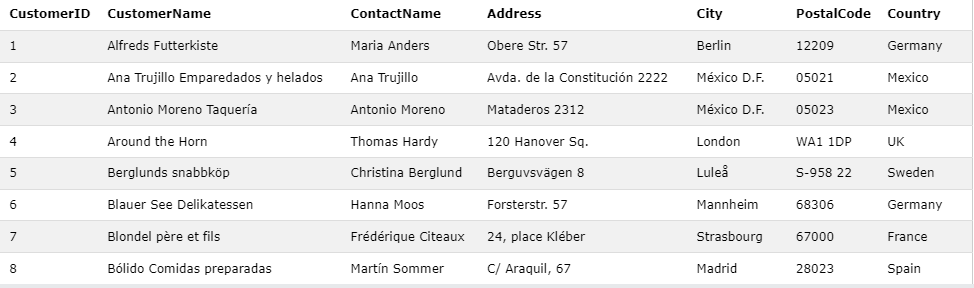 CustomerID CustomerName ContactName Address City PostalCode Country
1 Alfreds Futterkiste Maria Anders Obere Str. 57 Berlin 12209 Germany
2 Ana Trujillo Emparedados y helados Ana Trujillo Avda. de la Constitución 2222 México D.F. 05021 Mexico
3 Antonio Moreno Taquería Antonio Moreno Mataderos 2312 México D.F. 05023 Mexico
4 Around the Horn Thomas Hardy 120 Hanover Sq. London WA1 1DP UK
5 Berglunds snabbköp Christina Berglund Berguvsvägen 8 Luleå S-958 22 Sweden
6 Blauer See Delikatessen Hanna Moos Forsterstr. 57 Mannheim 68306 Germany
7 Blondel père et fils Frédérique Citeaux 24, place Kléber Strasbourg 67000 France
8 Bólido Comidas preparadas Martín Sommer C/ Araquil, 67 Madrid 28023 Spain